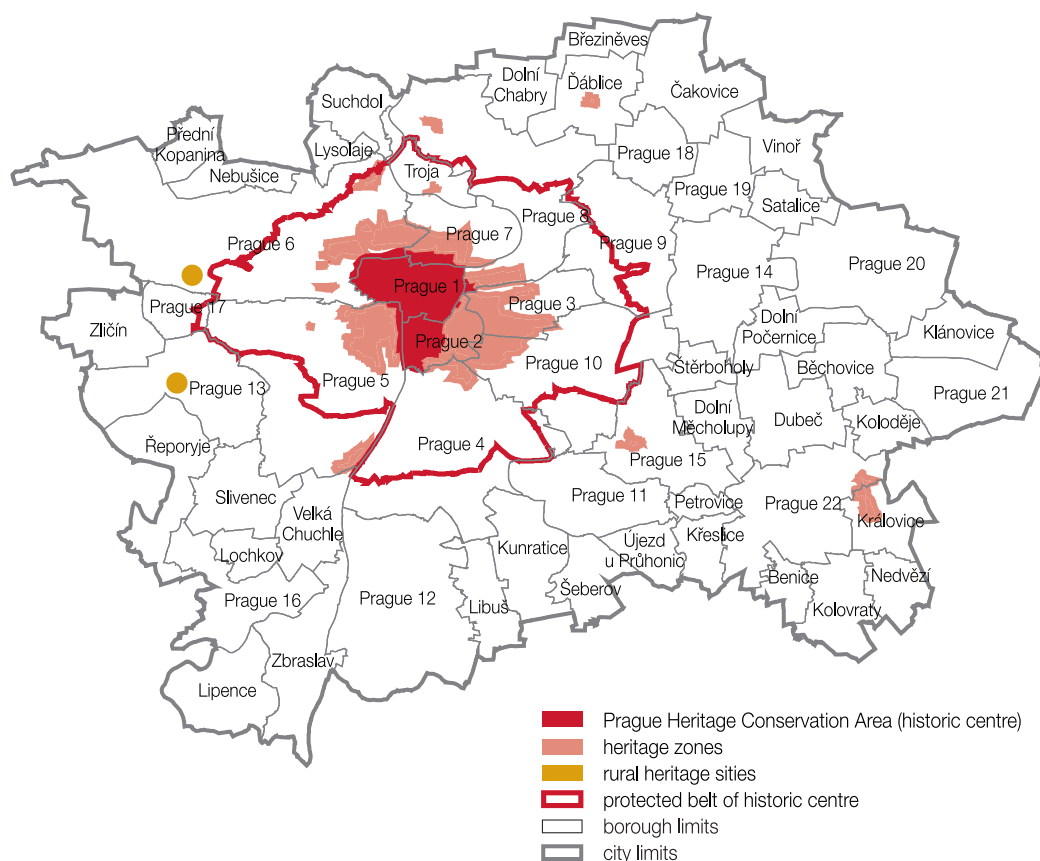 Březiněves
Dolní
Chabry
Ďáblice
Čakovice
Suchdol
Přední
Kopanina
Lysolaje
Nebušice
Troja
Prague 18
Vinoř
Prague 19
Satalice
Prague 8
Prague 9
Prague 7
Prague 6
Prague 14
Prague 20
Prague 1
Prague 3
Prague 17
Zličín
Dolní
Počernice
Klánovice
Prague 2
Prague 10
Štěrboholy
Běchovice
Prague 5
Prague 13
Prague 21
Dolní
Měcholupy
Dubeč
Koloděje
Prague 4
Řeporyje
Prague 15
Slivenec
Prague 11
Petrovice
Prague 22
Královice
Velká
Chuchle
Lochkov
Kunratice
Újezd
u Průhonic
Křeslice
Šeberov
Benice
Nedvězí
Kolovraty
Prague 16
Prague 12
Libuš
Zbraslav
Lipence
Prague Heritage Conservation Area (historic centre)
heritage zones
rural heritage sites
protected belt of historic centre
borough limits
city limits